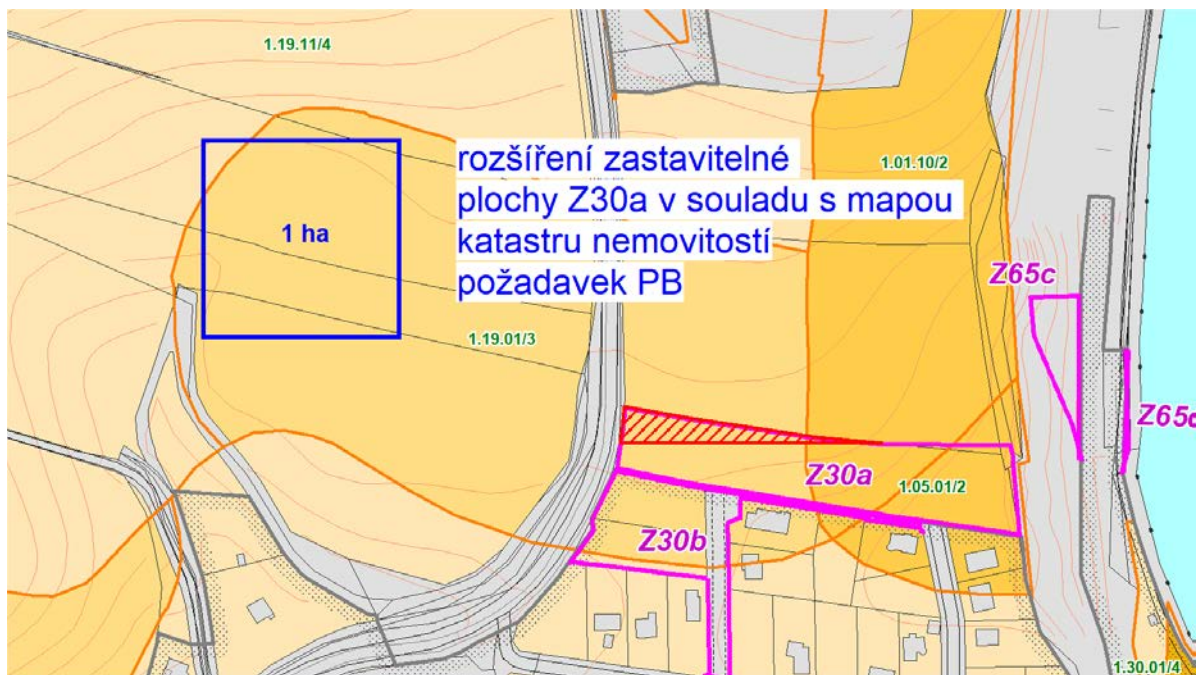 1.19.11/4
rozšíření zastavitelné
plochy Z30a v souladu s mapou
katastru nemovitostí
požadavek PB
1.01.10/2
1 ha
Z65c
1.19.01/3
Z65d
Z30a
1.05.01/2
Z30b
1.30.01/4